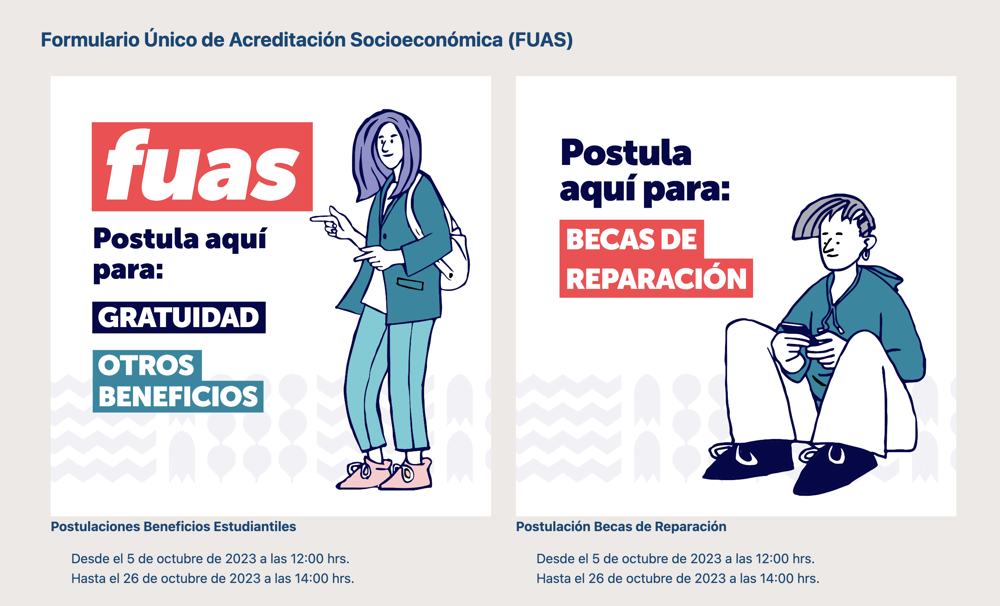 Formulario Único de Acreditación Socioeconómica (FUAS)
fuas
Postula aquí
para:
GRATUIDAD
OTROS
BENEFICIOS
Postulaciones Beneficios Estudiantiles
Desde el 5 de octubre de 2023 a las 12:00 hrs.
Hasta el 26 de octubre de 2023 a las 14:00 hrs.
Postula
aquí para:
BECAS DE
REPARACIÓN
Postulación Becas de Reparación
Desde el 5 de octubre de 2023 a las 12:00 hrs.
Hasta el 26 de octubre de 2023 a las 14:00 hrs.